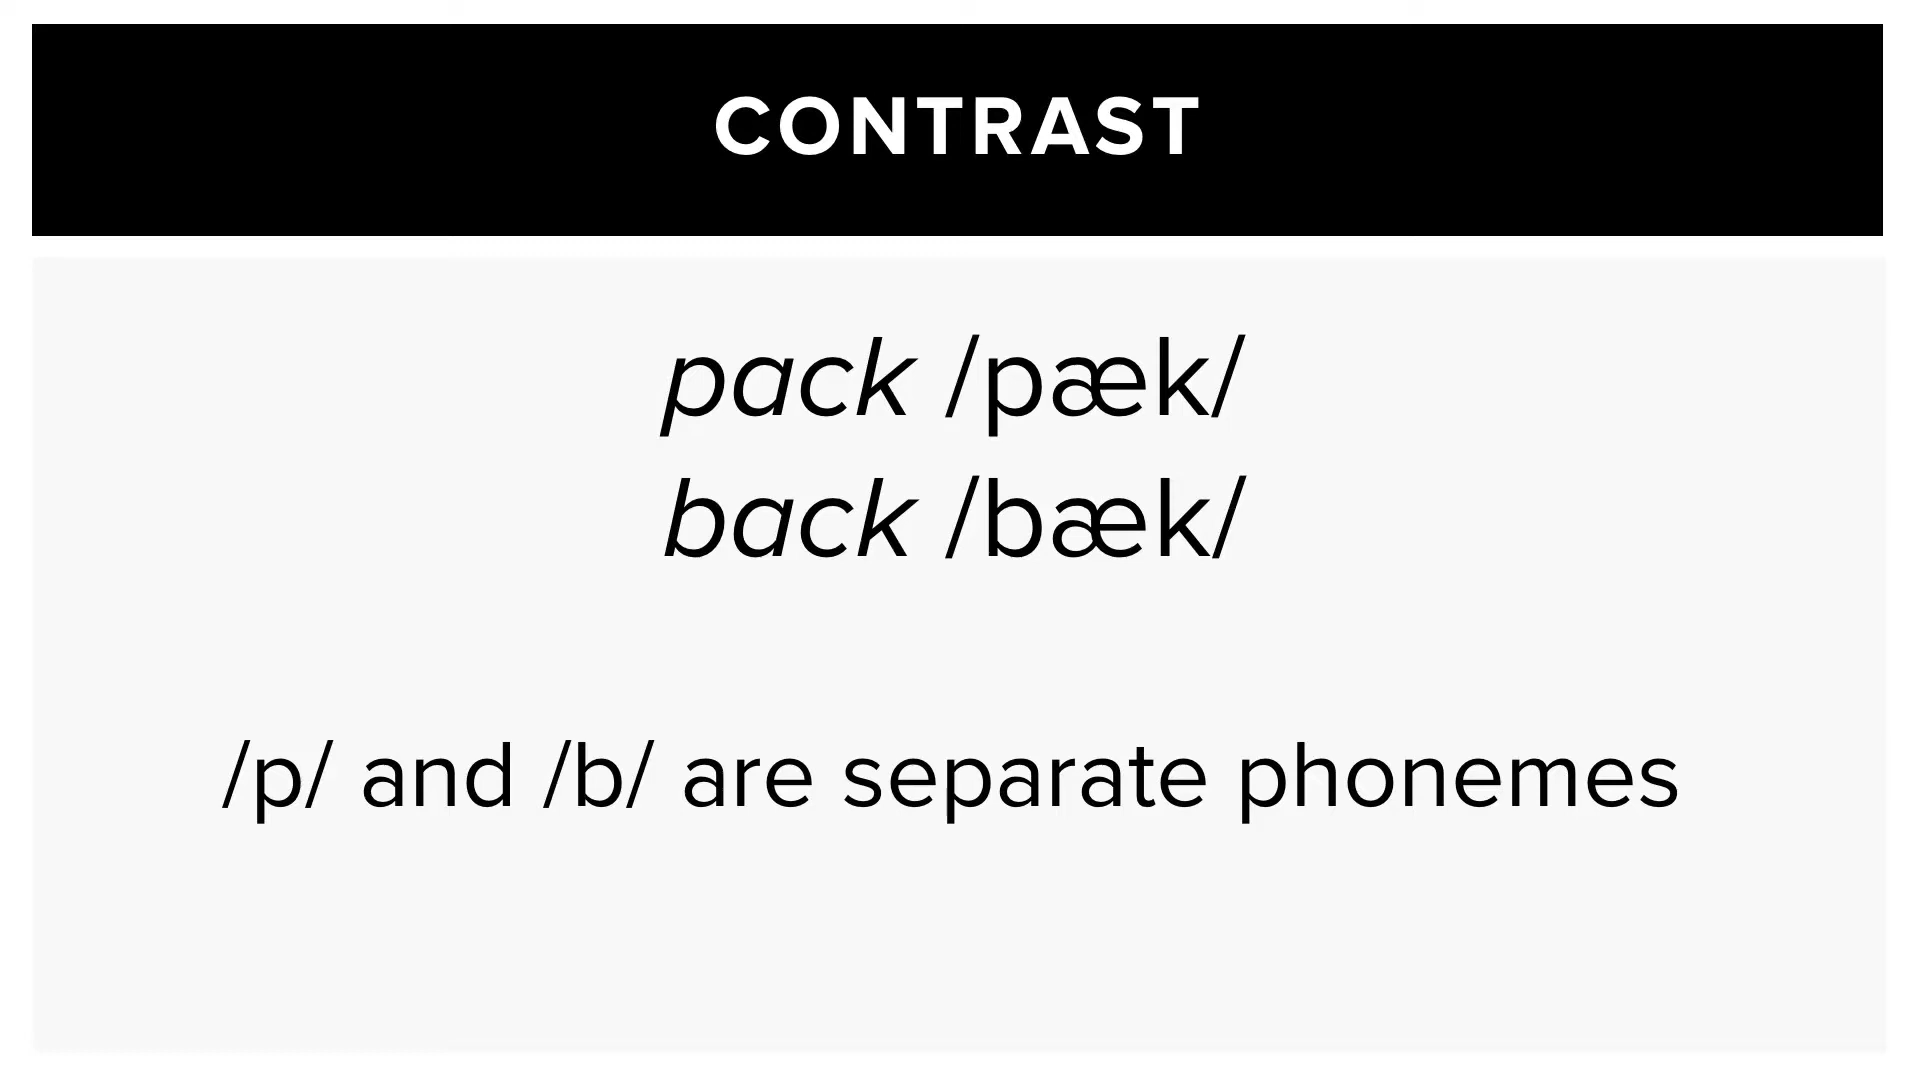 CONTRAST
pack /pæk/
back /bæk/
/p/ and /b/ are separate phonemes